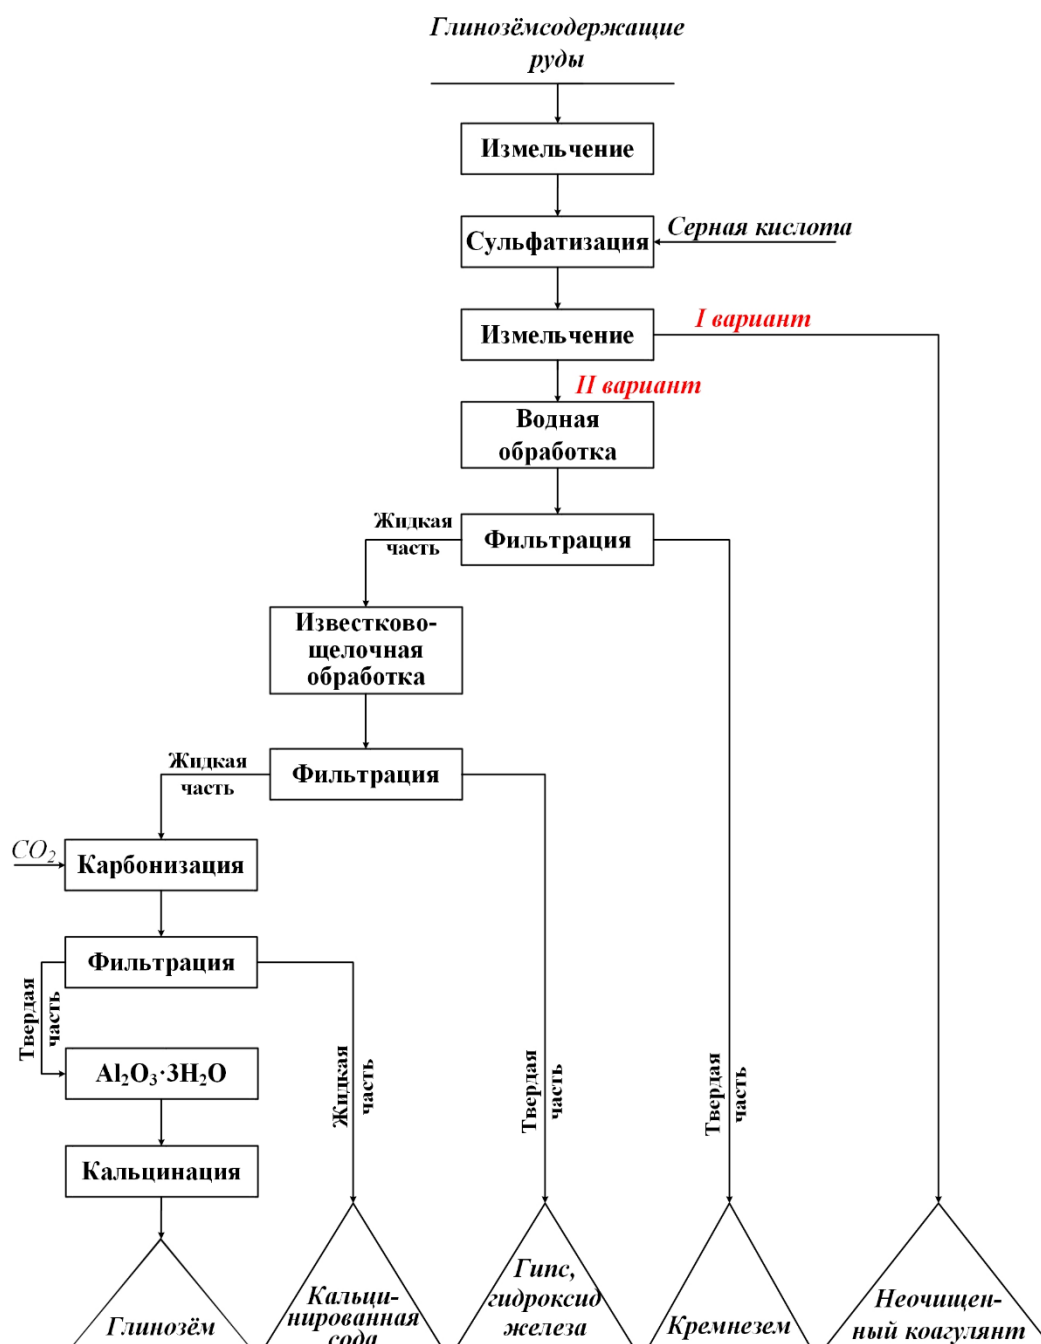 Глинозёмсодержащие
руды
Измельчение
Серная кислота
Сульфатизация
I вариант
Измельчение
II вариант
Водная
обработка
Жидкая
часть
Фильтрация
Известково-
щелочная
обработка
Жидкая
часть
Фильтрация
CO₂
Карбонизация
Фильтрация
Твердая
часть
Al₂O₃·3H₂O
Жидкая
часть
Твердая
часть
Твердая
часть
Кальцинация
Глинозём
Кальци-
нированная
сода
Гипс,
гидроксид
железа
Кремнезем
Неочищен-
ный коагулянт